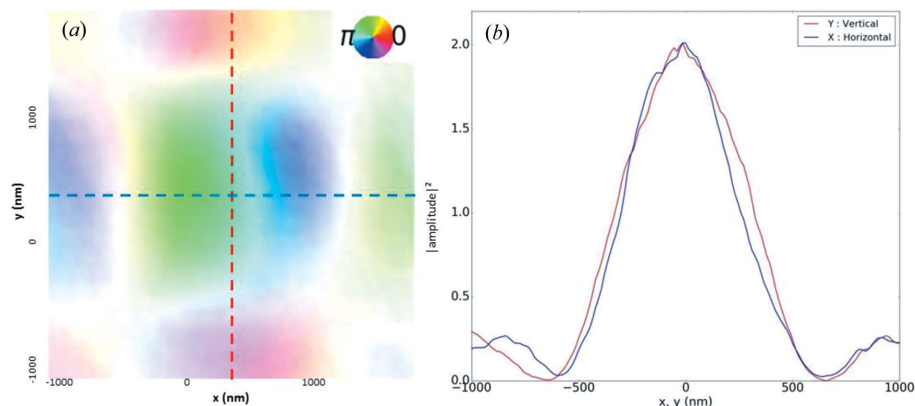 (a)
π 0
1000
0
-1000
y (nm)
-1000 0 1000
x (nm)
(b)
Y : Vertical
X : Horizontal
2.0
1.5
1.0
0.5
0.0
|amplitude|²
−1000 −500 0 500 1000
x, y (nm)